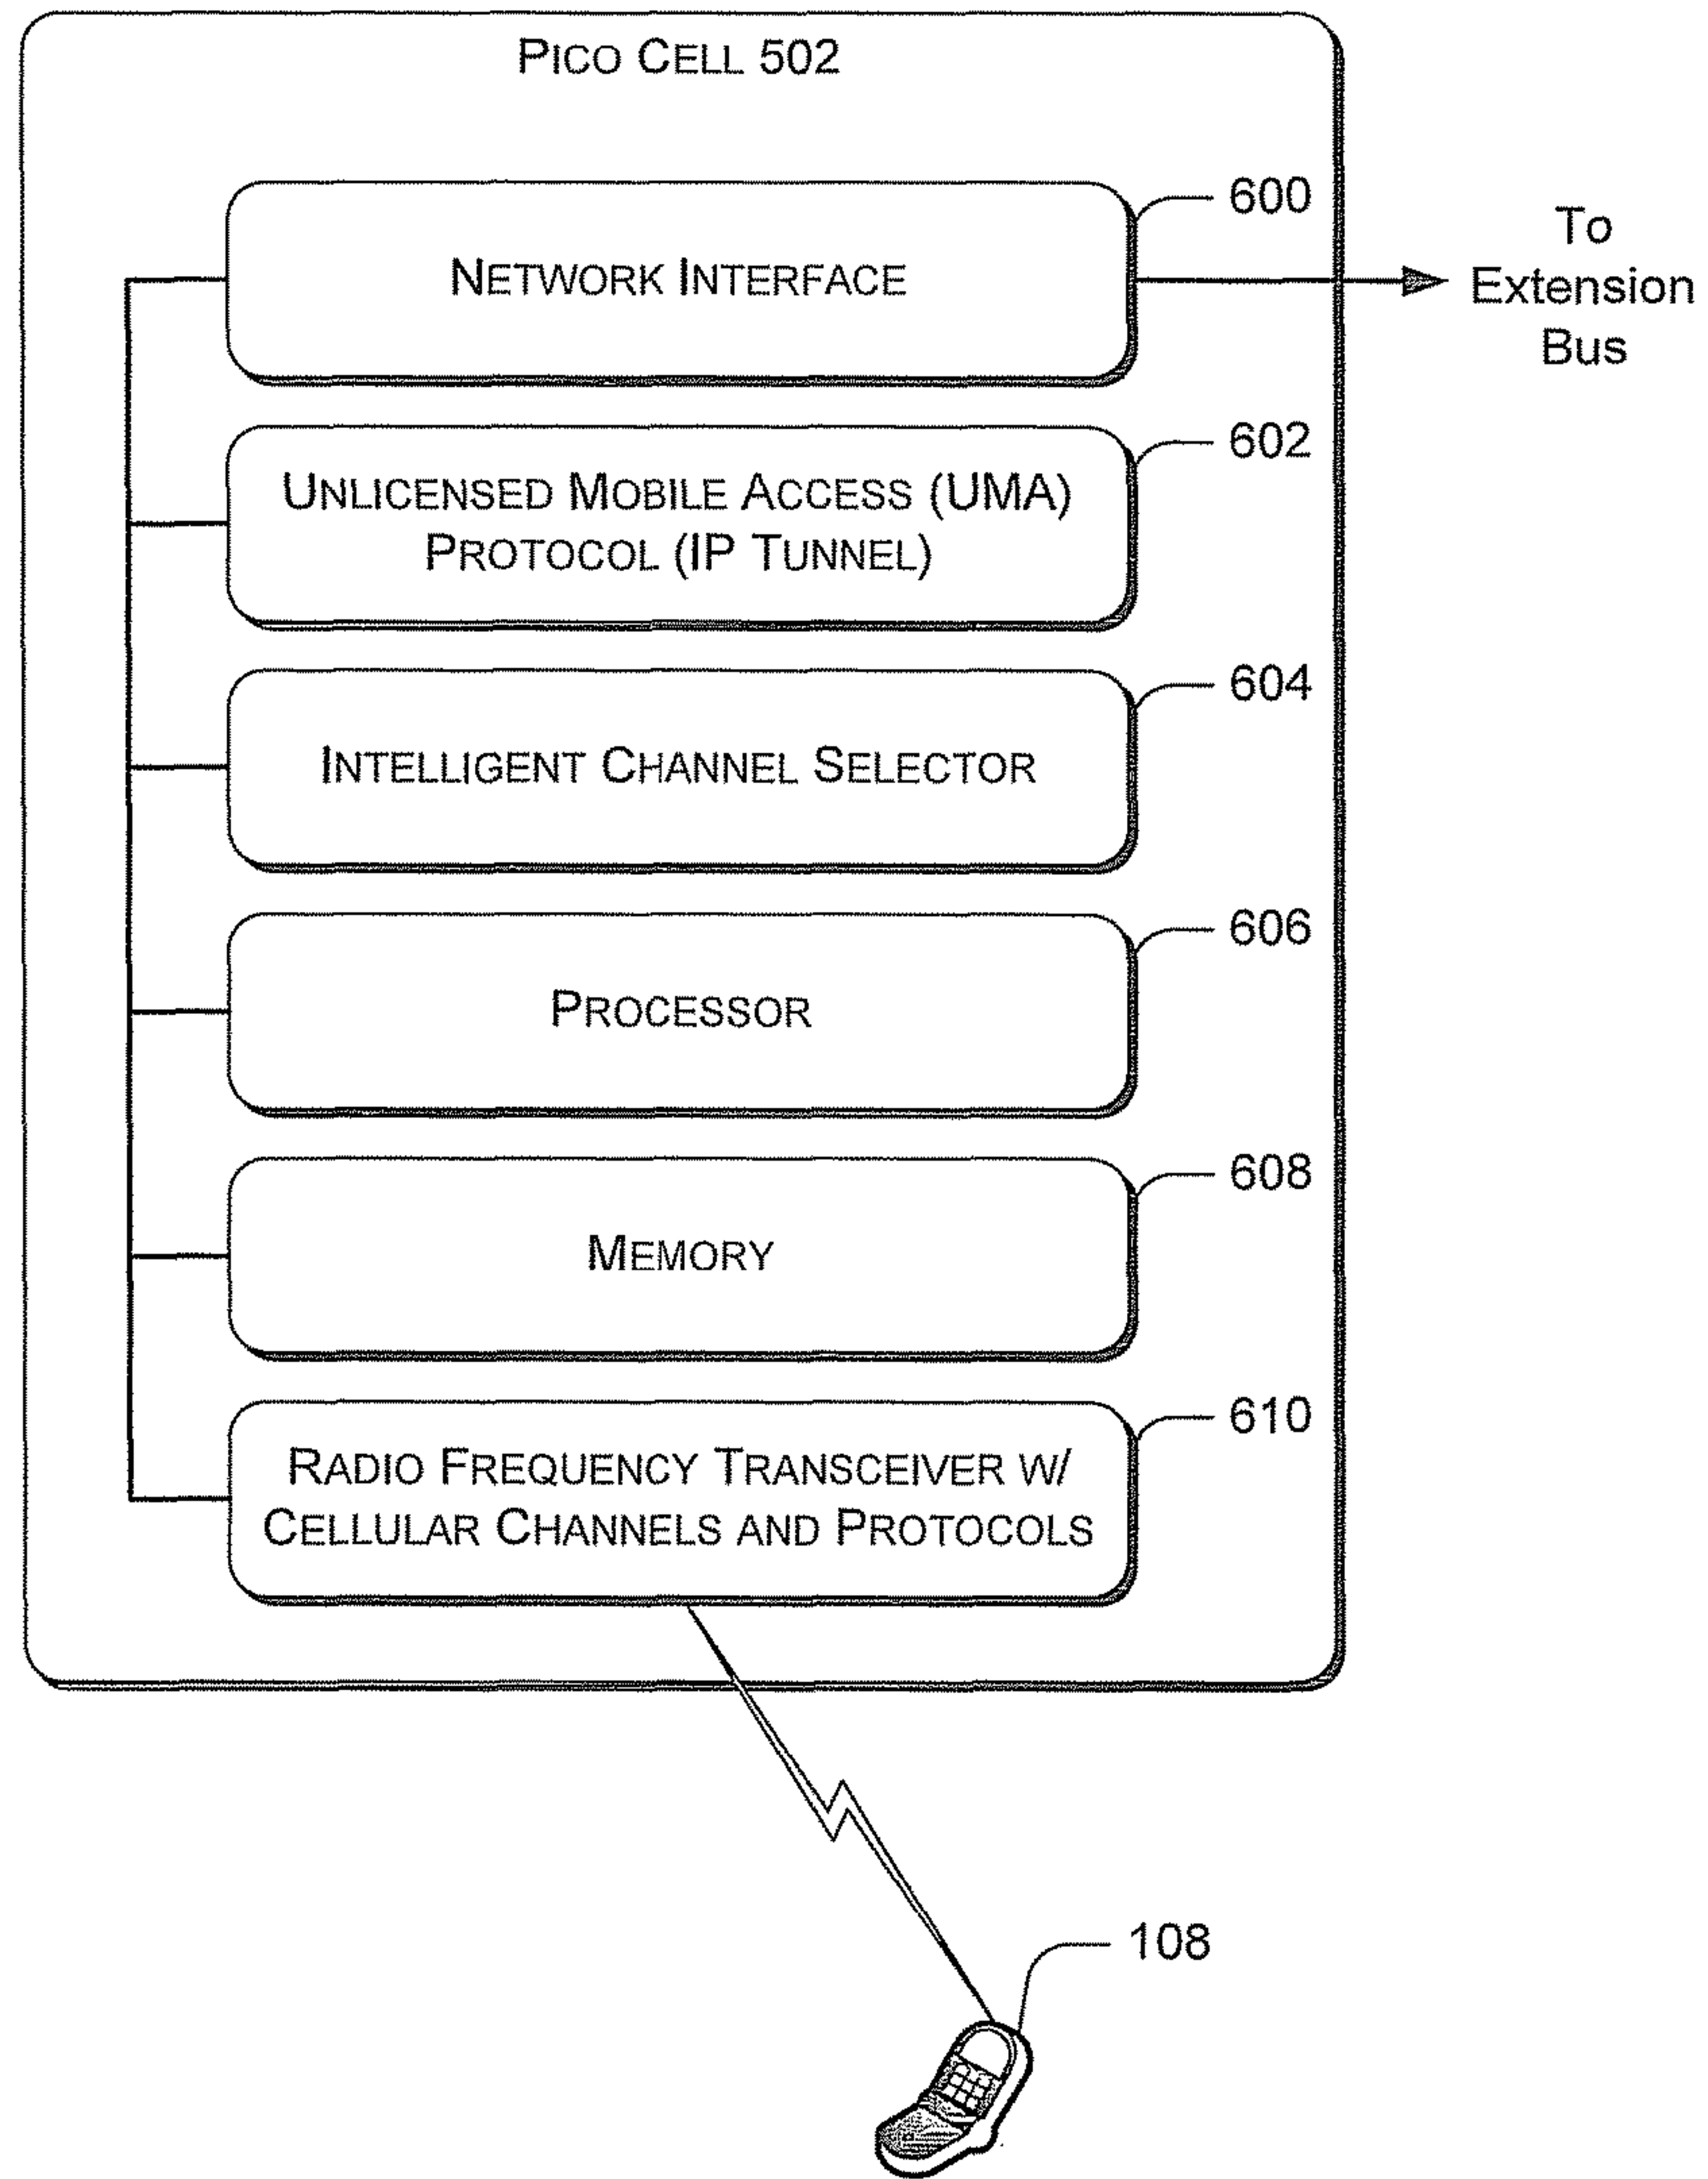 PICO CELL 502
600
NETWORK INTERFACE
To
Extension
Bus
602
UNLICENSED MOBILE ACCESS (UMA)
PROTOCOL (IP TUNNEL)
604
INTELLIGENT CHANNEL SELECTOR
606
PROCESSOR
608
MEMORY
610
RADIO FREQUENCY TRANSCEIVER W/
CELLULAR CHANNELS AND PROTOCOLS
108